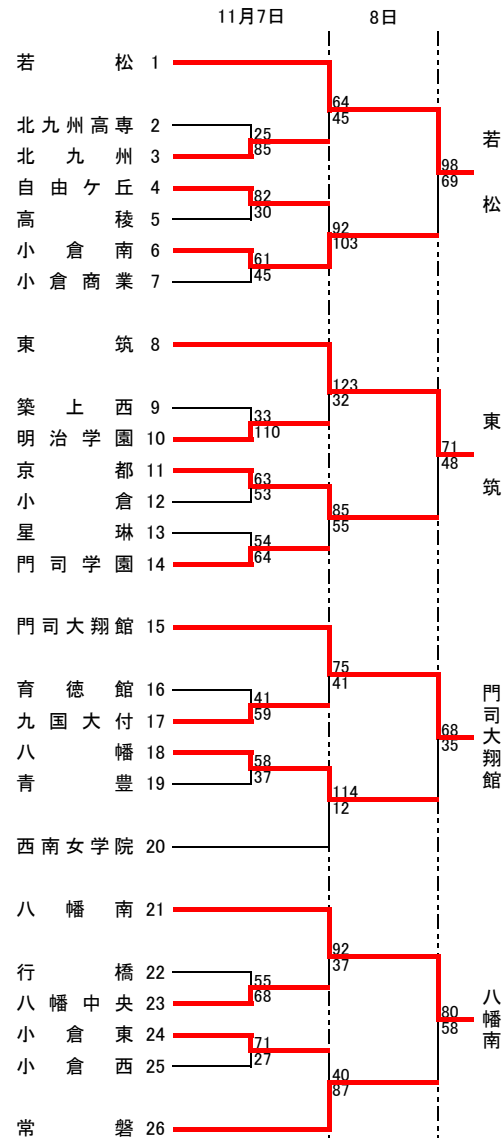 11月7日 8日
若松 1
64
45
北九州高専 2
25
85
北九州 3
若松
98
69
自由ケ丘 4
82
30
高稜 5
92
103
小倉南 6
61
45
小倉商業 7
東筑 8
123
32
築上西 9
33
110
明治学園 10
東筑
71
48
京都 11
63
53
小倉 12
85
55
星琳 13
54
64
門司学園 14
門司大翔館 15
75
41
育徳館 16
41
59
九国大付 17
門司大翔館
68
35
八幡 18
58
37
青豊 19
114
12
西南女学院 20
八幡南 21
92
37
行橋 22
55
68
八幡中央 23
八幡南
80
58
小倉東 24
71
27
小倉西 25
40
87
常磐 26